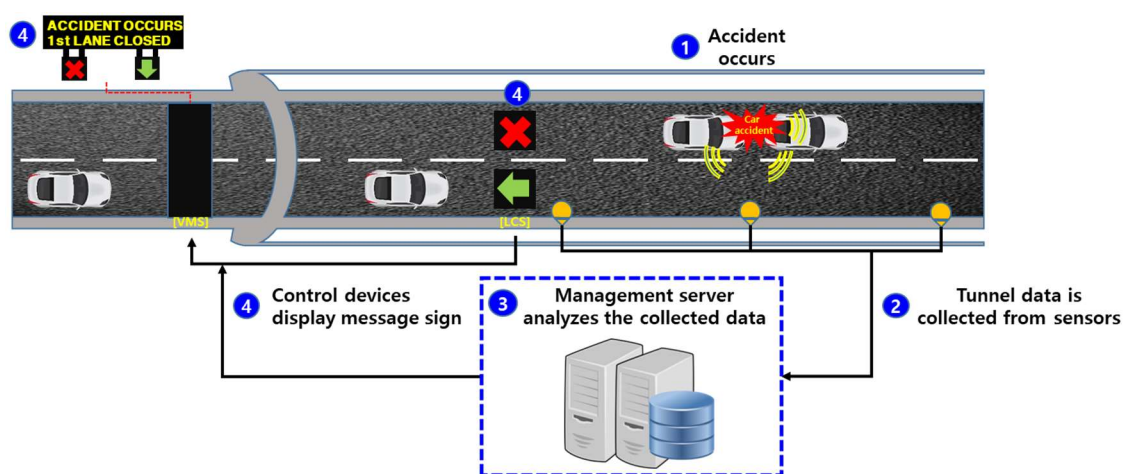 4
ACCIDENT OCCURS
1st LANE CLOSED
1
Accident
occurs
4
Car
accident
[VMS]
[LCS]
4
Control devices
display message sign
3
Management server
analyzes the collected data
2
Tunnel data is
collected from sensors